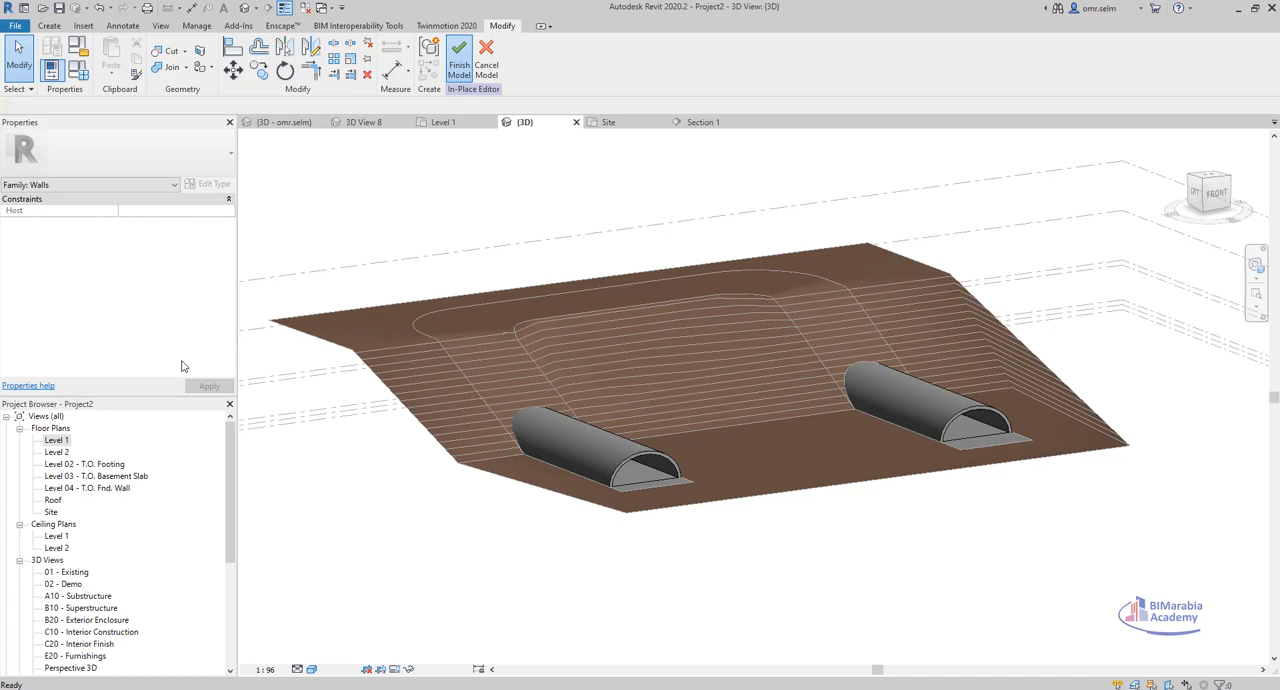 Autodesk Revit 2020.2 - Project2 - 3D View: {3D}
omr.selm
File Create Insert Annotate View Manage Add-Ins Enscape™ BIM Interoperability Tools Twinmotion 2020 Modify
Modify
Paste
Cut
Join
Finish Model
Cancel Model
Select Properties Clipboard Geometry Modify Measure Create In-Place Editor
Properties
{3D - omr.selm} 3D View 8 Level 1 {3D} Site Section 1
Family: Walls Edit Type
Constraints
Host
FRONT
Properties help Apply
Project Browser - Project2
Views (all)
Floor Plans
Level 1
Level 2
Level 02 - T.O. Footing
Level 03 - T.O. Basement Slab
Level 04 - T.O. Fnd. Wall
Roof
Site
Ceiling Plans
Level 1
Level 2
3D Views
01 - Existing
02 - Demo
A10 - Substructure
B10 - Superstructure
B20 - Exterior Enclosure
C10 - Interior Construction
C20 - Interior Finish
E20 - Furnishings
Perspective 3D
BIMarabia
Academy
1 : 96
Ready
:0